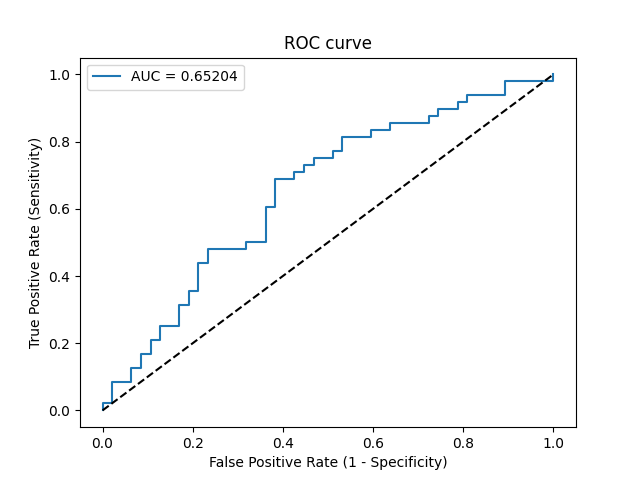 ROC curve
AUC = 0.65204
True Positive Rate (Sensitivity)
1.0
0.8
0.6
0.4
0.2
0.0
0.0 0.2 0.4 0.6 0.8 1.0
False Positive Rate (1 - Specificity)